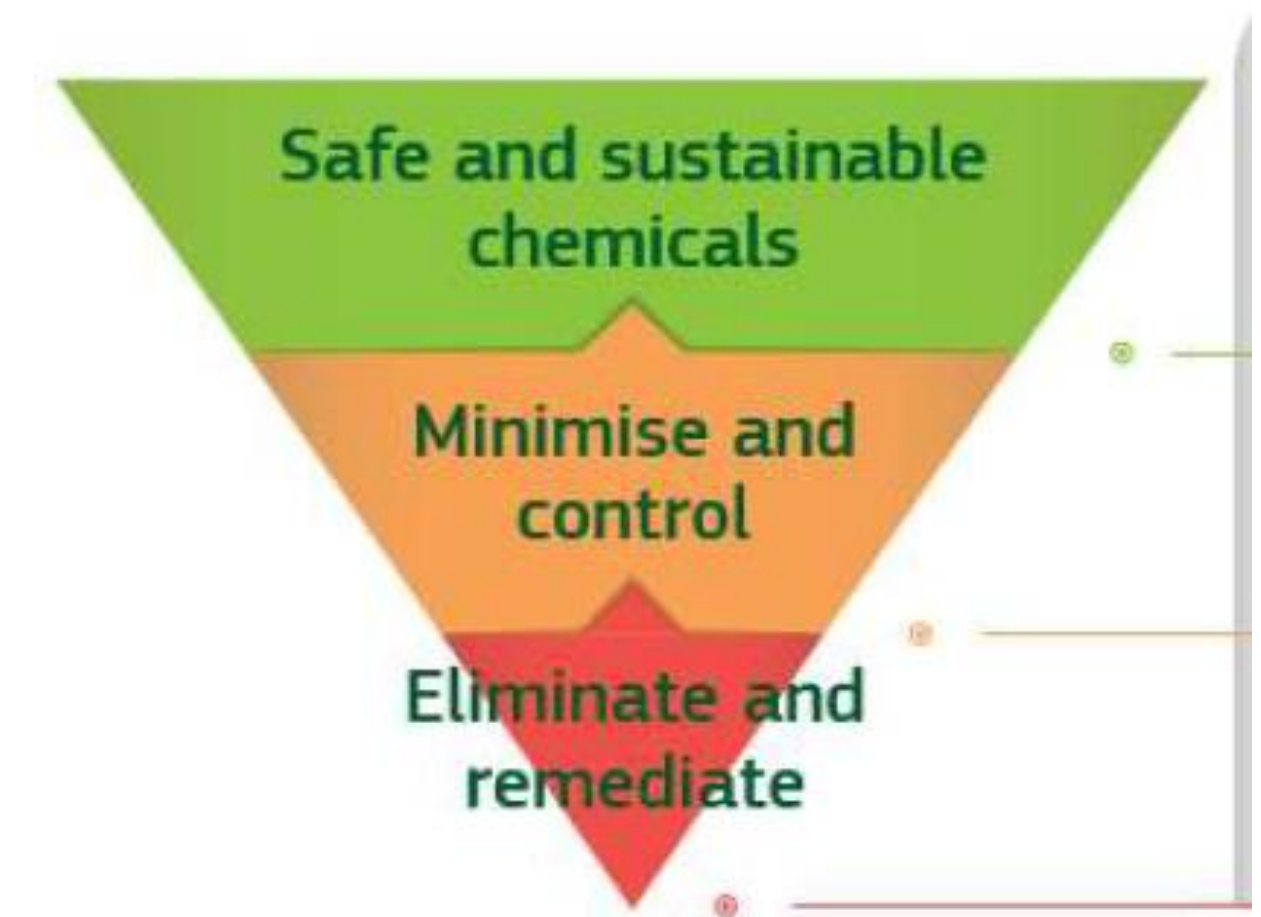 Safe and sustainable
chemicals
Minimise and
control
Eliminate and
remediate